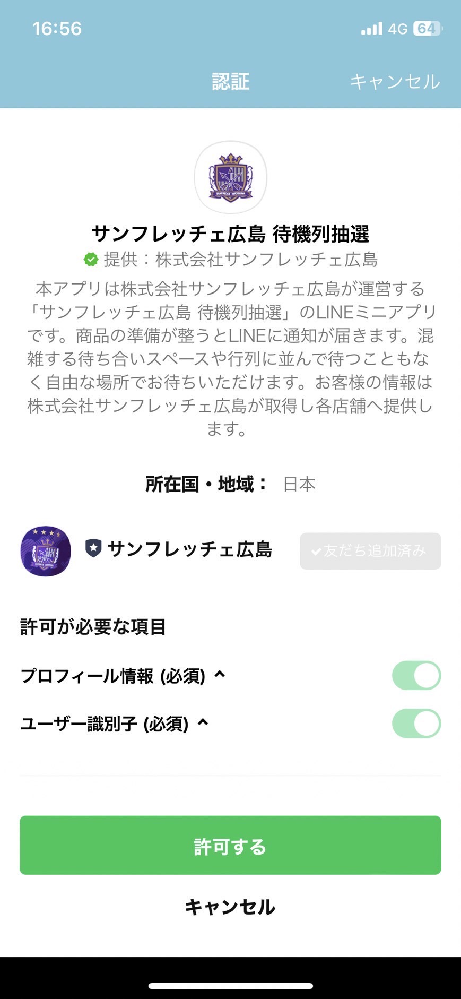 16:56
4G 64
認証
キャンセル
サンフレッチェ広島 待機列抽選
提供：株式会社サンフレッチェ広島
本アプリは株式会社サンフレッチェ広島が運営する
「サンフレッチェ広島 待機列抽選」のLINEミニアプリ
です。商品の準備が整うとLINEに通知が届きます。混
雑する待ち合いスペースや行列に並んで待つこともな
く自由な場所でお待ちいただけます。お客様の情報は
株式会社サンフレッチェ広島が取得し各店舗へ提供し
ます。
所在国・地域： 日本
サンフレッチェ広島
友だち追加済み
許可が必要な項目
プロフィール情報 (必須)
ユーザー識別子 (必須)
許可する
キャンセル